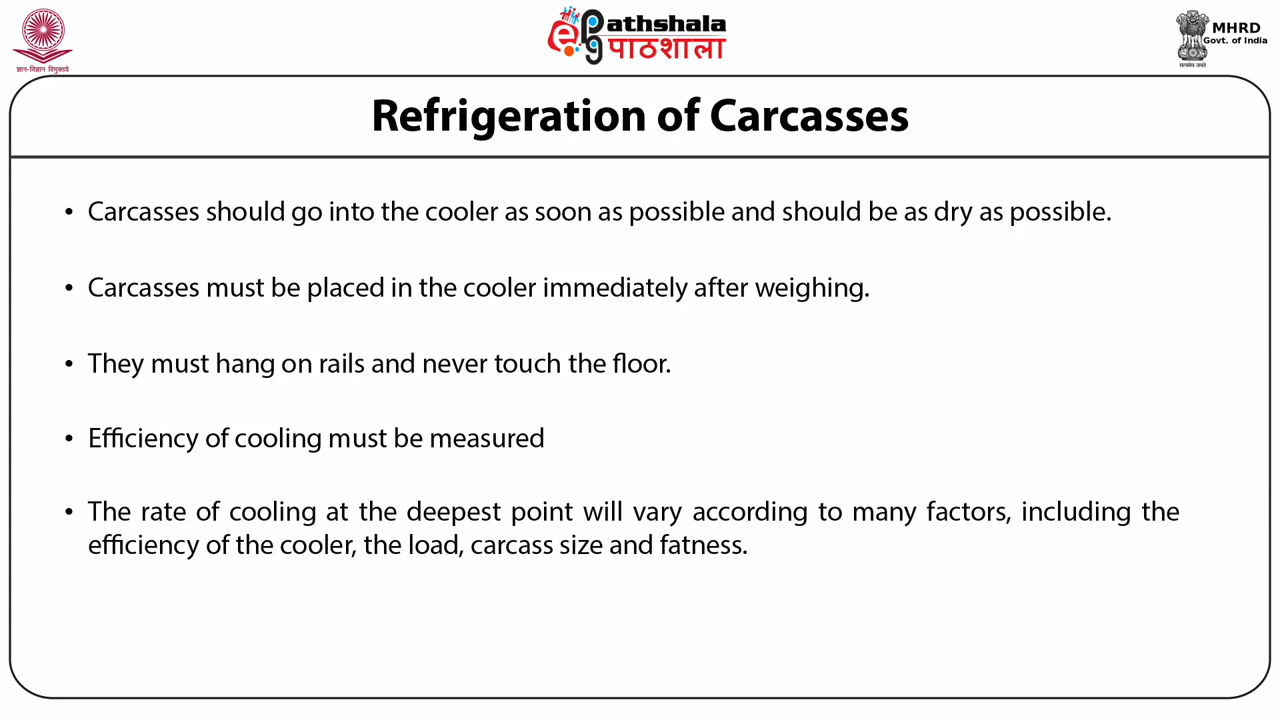 ज्ञान-विज्ञान विमुक्तये
ePathshala
पाठशाला
MHRD
Govt. of India
सत्यमेव जयते
Refrigeration of Carcasses
• Carcasses should go into the cooler as soon as possible and should be as dry as possible.
• Carcasses must be placed in the cooler immediately after weighing.
• They must hang on rails and never touch the floor.
• Efficiency of cooling must be measured
• The rate of cooling at the deepest point will vary according to many factors, including the
efficiency of the cooler, the load, carcass size and fatness.